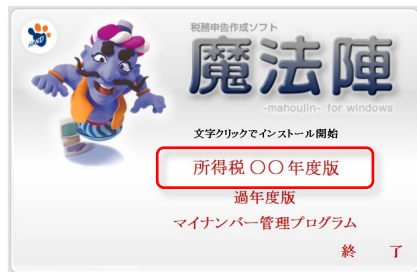 税務申告作成ソフト
魔法陣
-mahoujin- for windows
文字クリックでインストール開始
所得税 〇〇 年度版
過年度版
マイナンバー管理プログラム
終 了